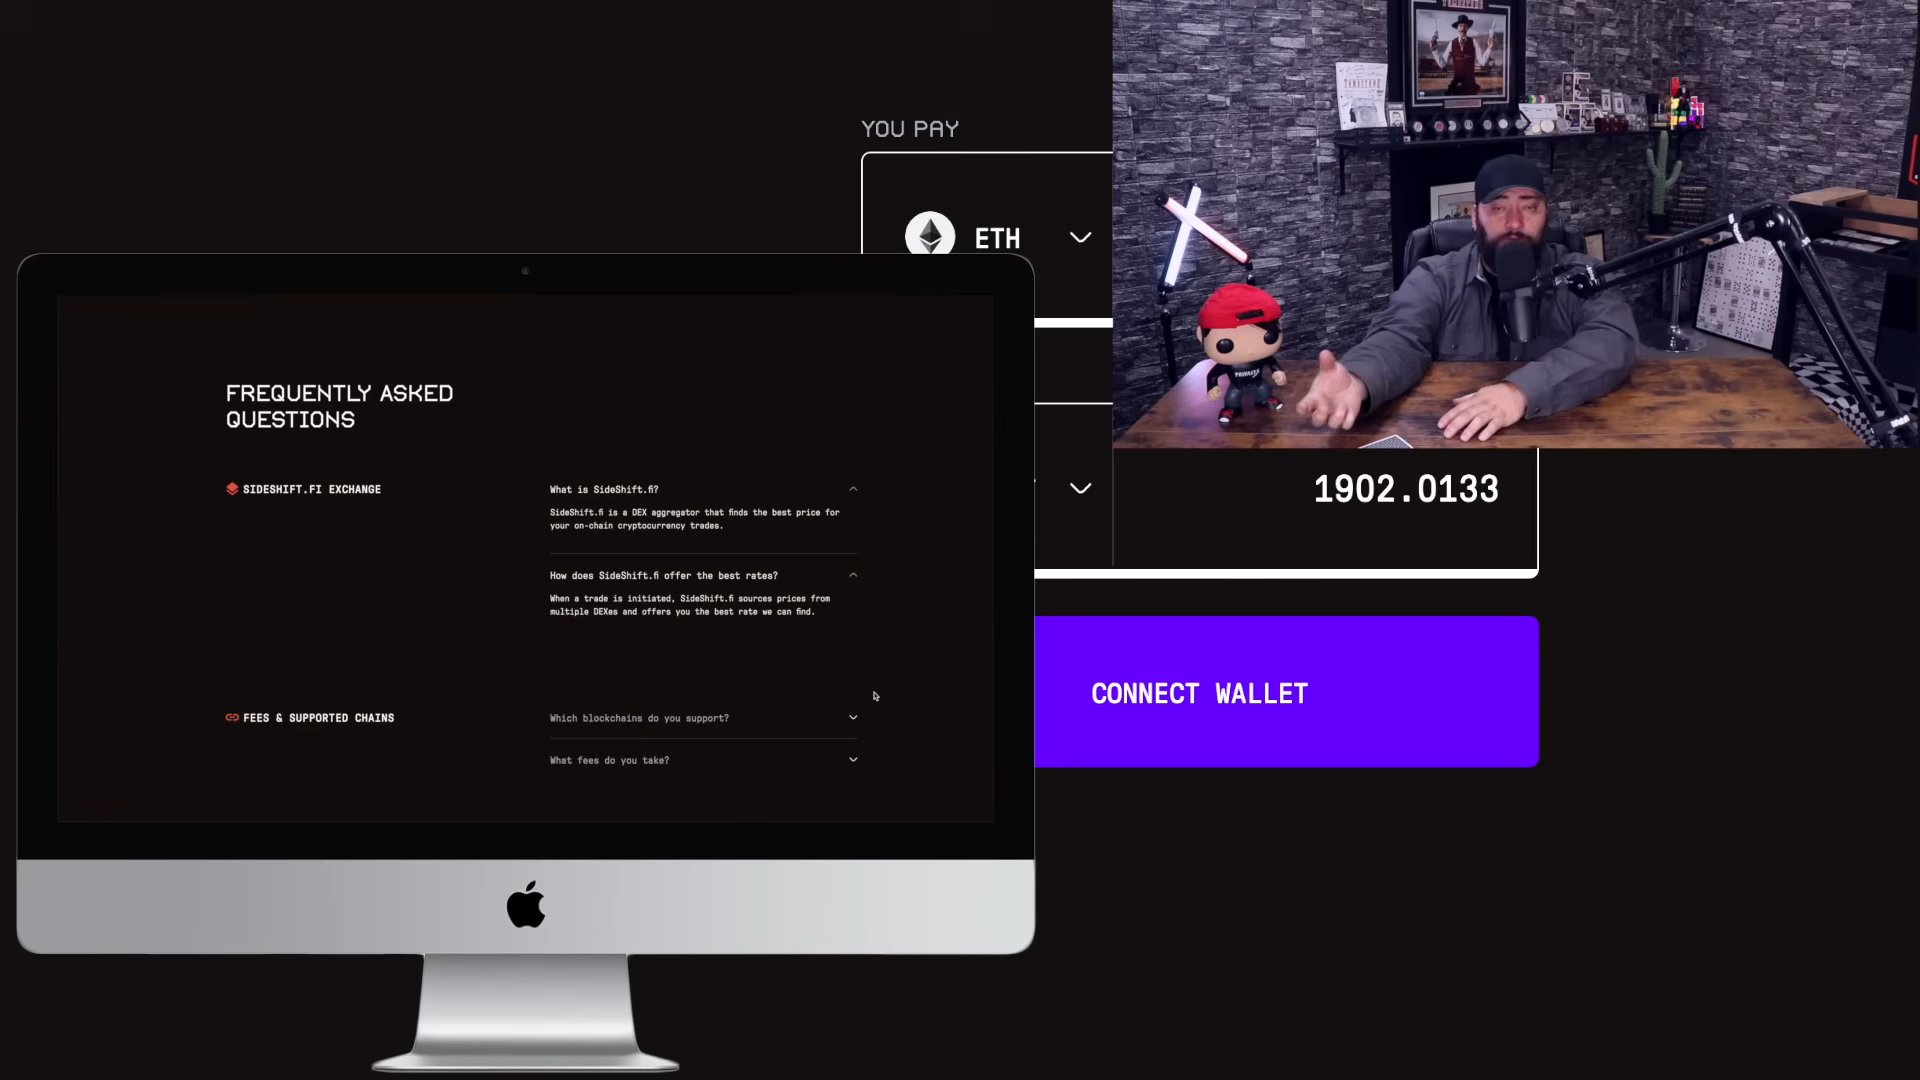 YOU PAY
ETH
TOMBSTONE
PRIVACY
FREQUENTLY ASKED
QUESTIONS
SIDESHIFT.FI EXCHANGE
What is SideShift.fi?
SideShift.fi is a DEX aggregator that finds the best price for
your on-chain cryptocurrency trades.
How does SideShift.fi offer the best rates?
When a trade is initiated, SideShift.fi sources prices from
multiple DEXes and offers you the best rate we can find.
FEES & SUPPORTED CHAINS
Which blockchains do you support?
What fees do you take?
1902.0133
CONNECT WALLET